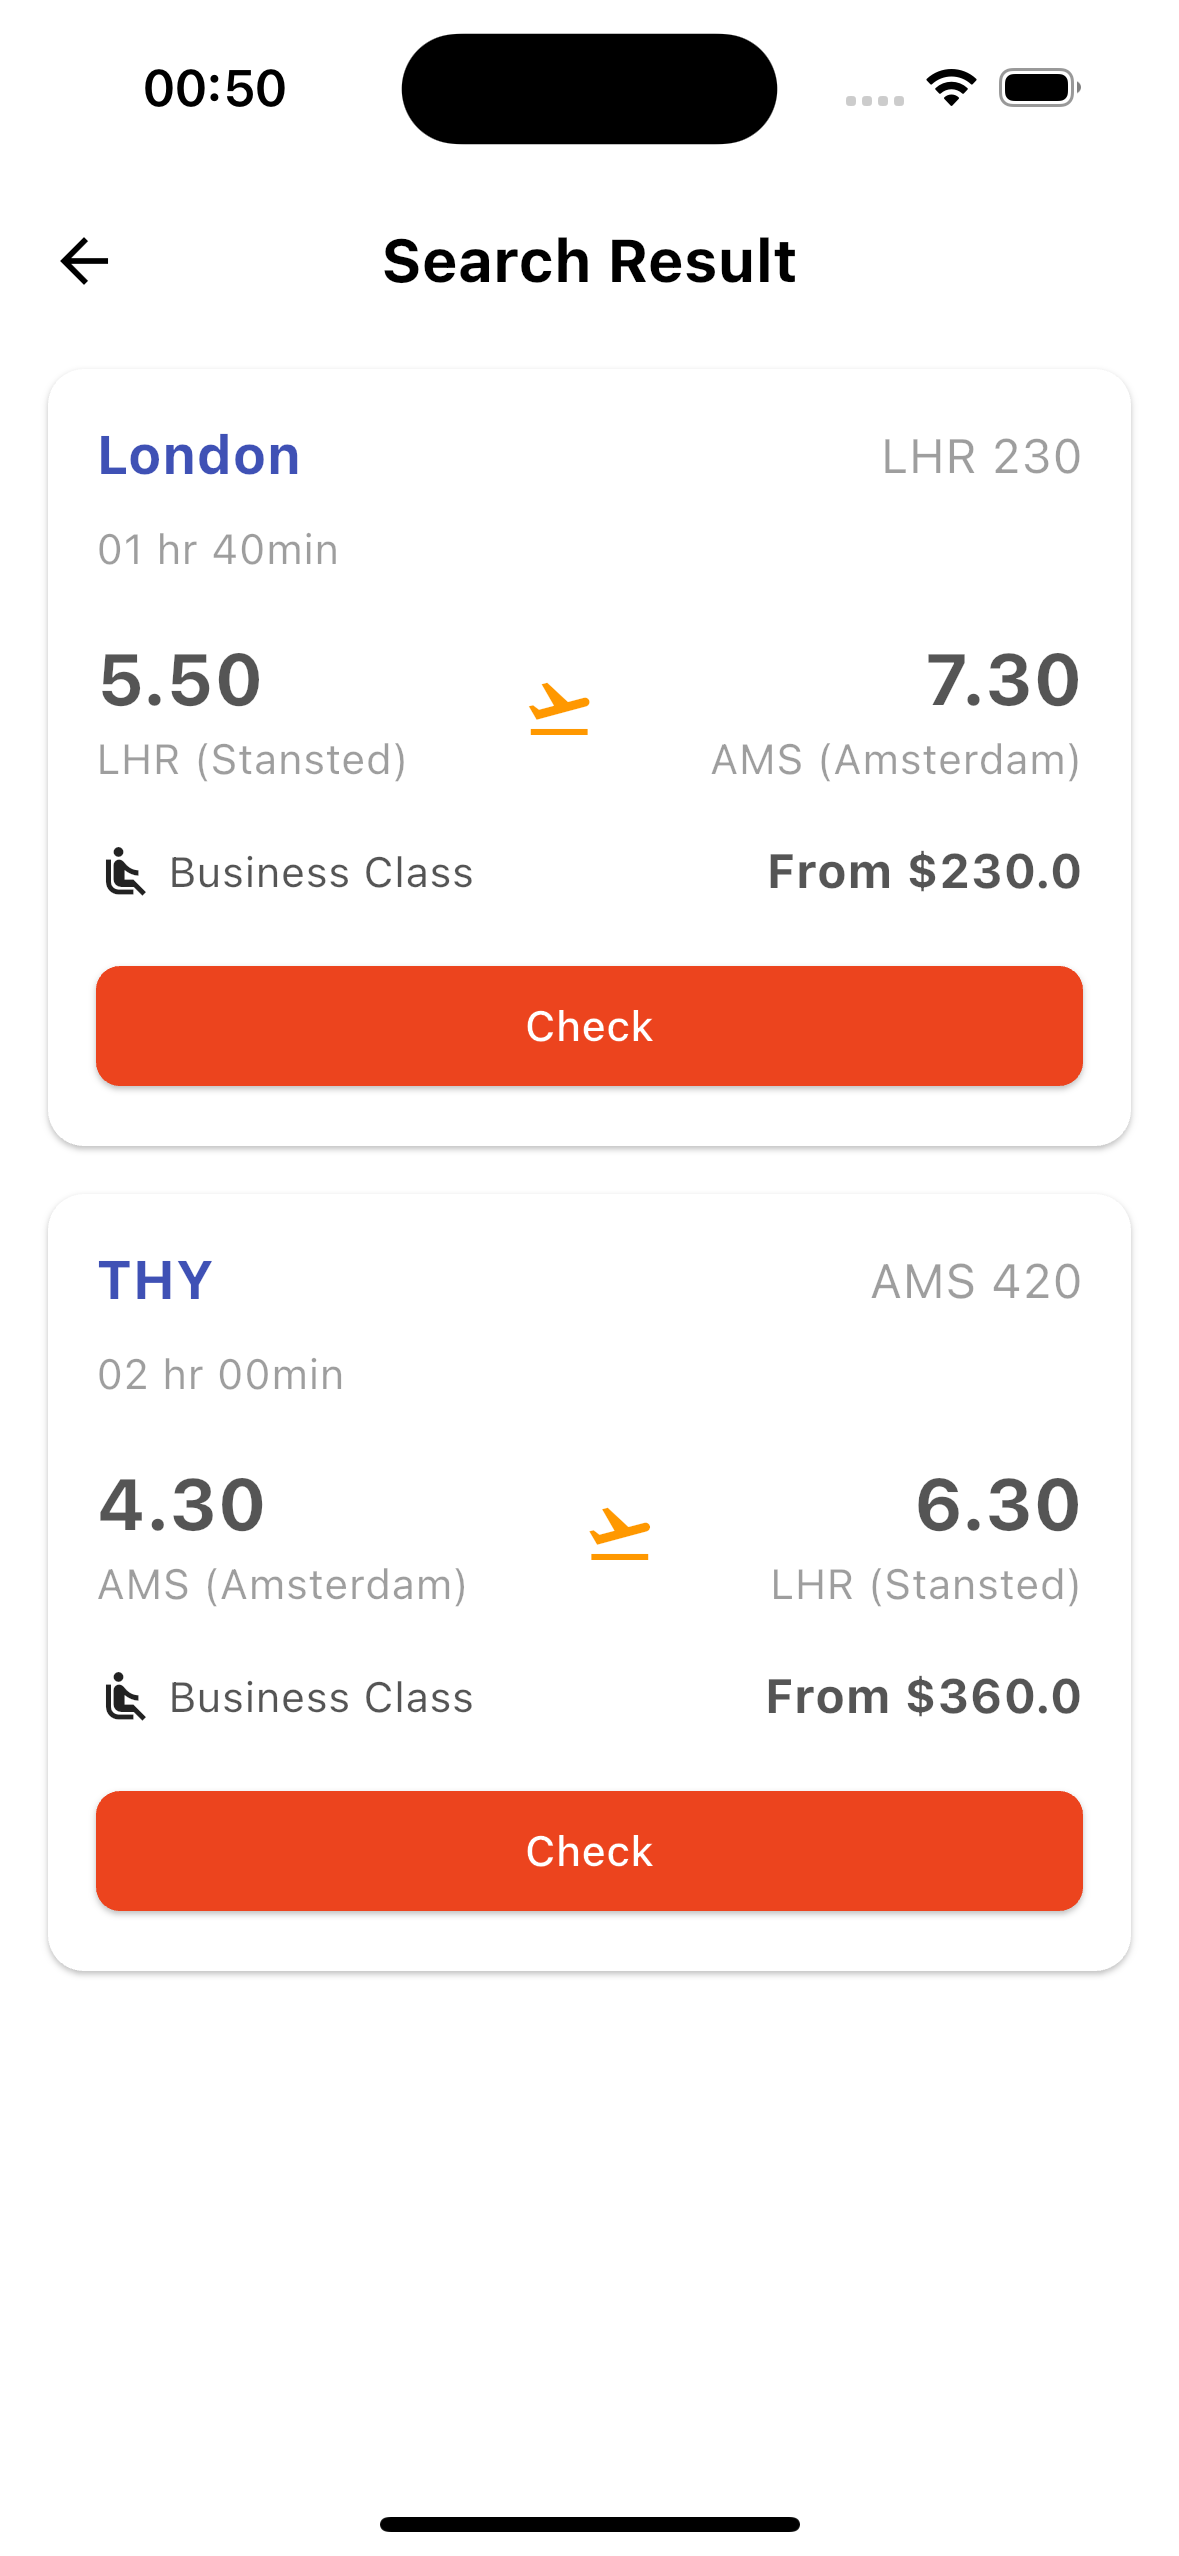 00:50
Search Result
London LHR 230
01 hr 40min
5.50 7.30
LHR (Stansted) AMS (Amsterdam)
Business Class From $230.0
Check
THY AMS 420
02 hr 00min
4.30 6.30
AMS (Amsterdam) LHR (Stansted)
Business Class From $360.0
Check